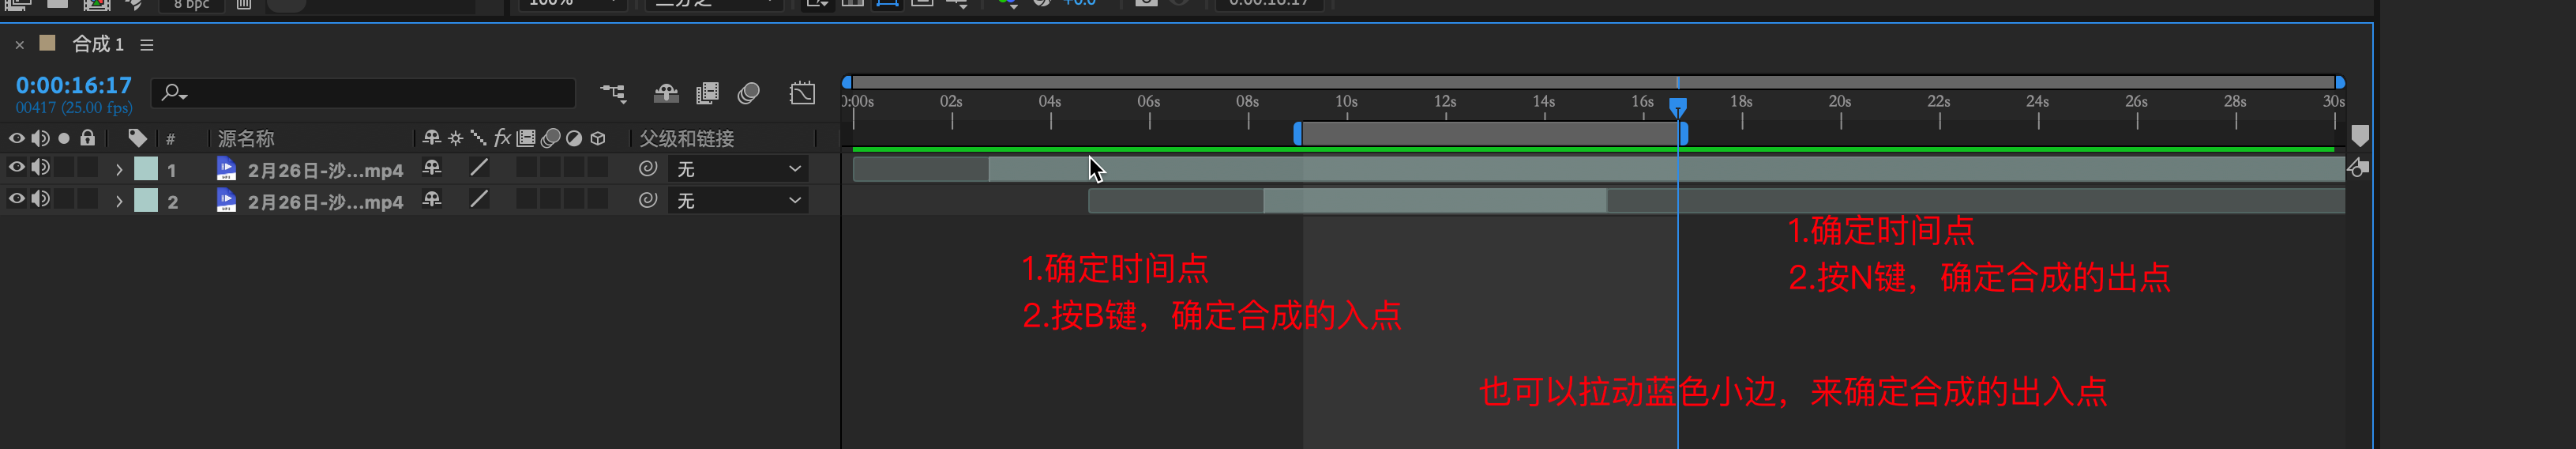 8 bpc
100%
+0.0
0:00:16:17
合成 1
0:00:16:17
00417 (25.00 fps)
0:00s 02s 04s 06s 08s 10s 12s 14s 16s 18s 20s 22s 24s 26s 28s 30s
# 源名称 fx 父级和链接
1 2月26日-沙...mp4 无
2 2月26日-沙...mp4 无
1.确定时间点
2.按N键，确定合成的出点
1.确定时间点
2.按B键，确定合成的入点
也可以拉动蓝色小边，来确定合成的出入点